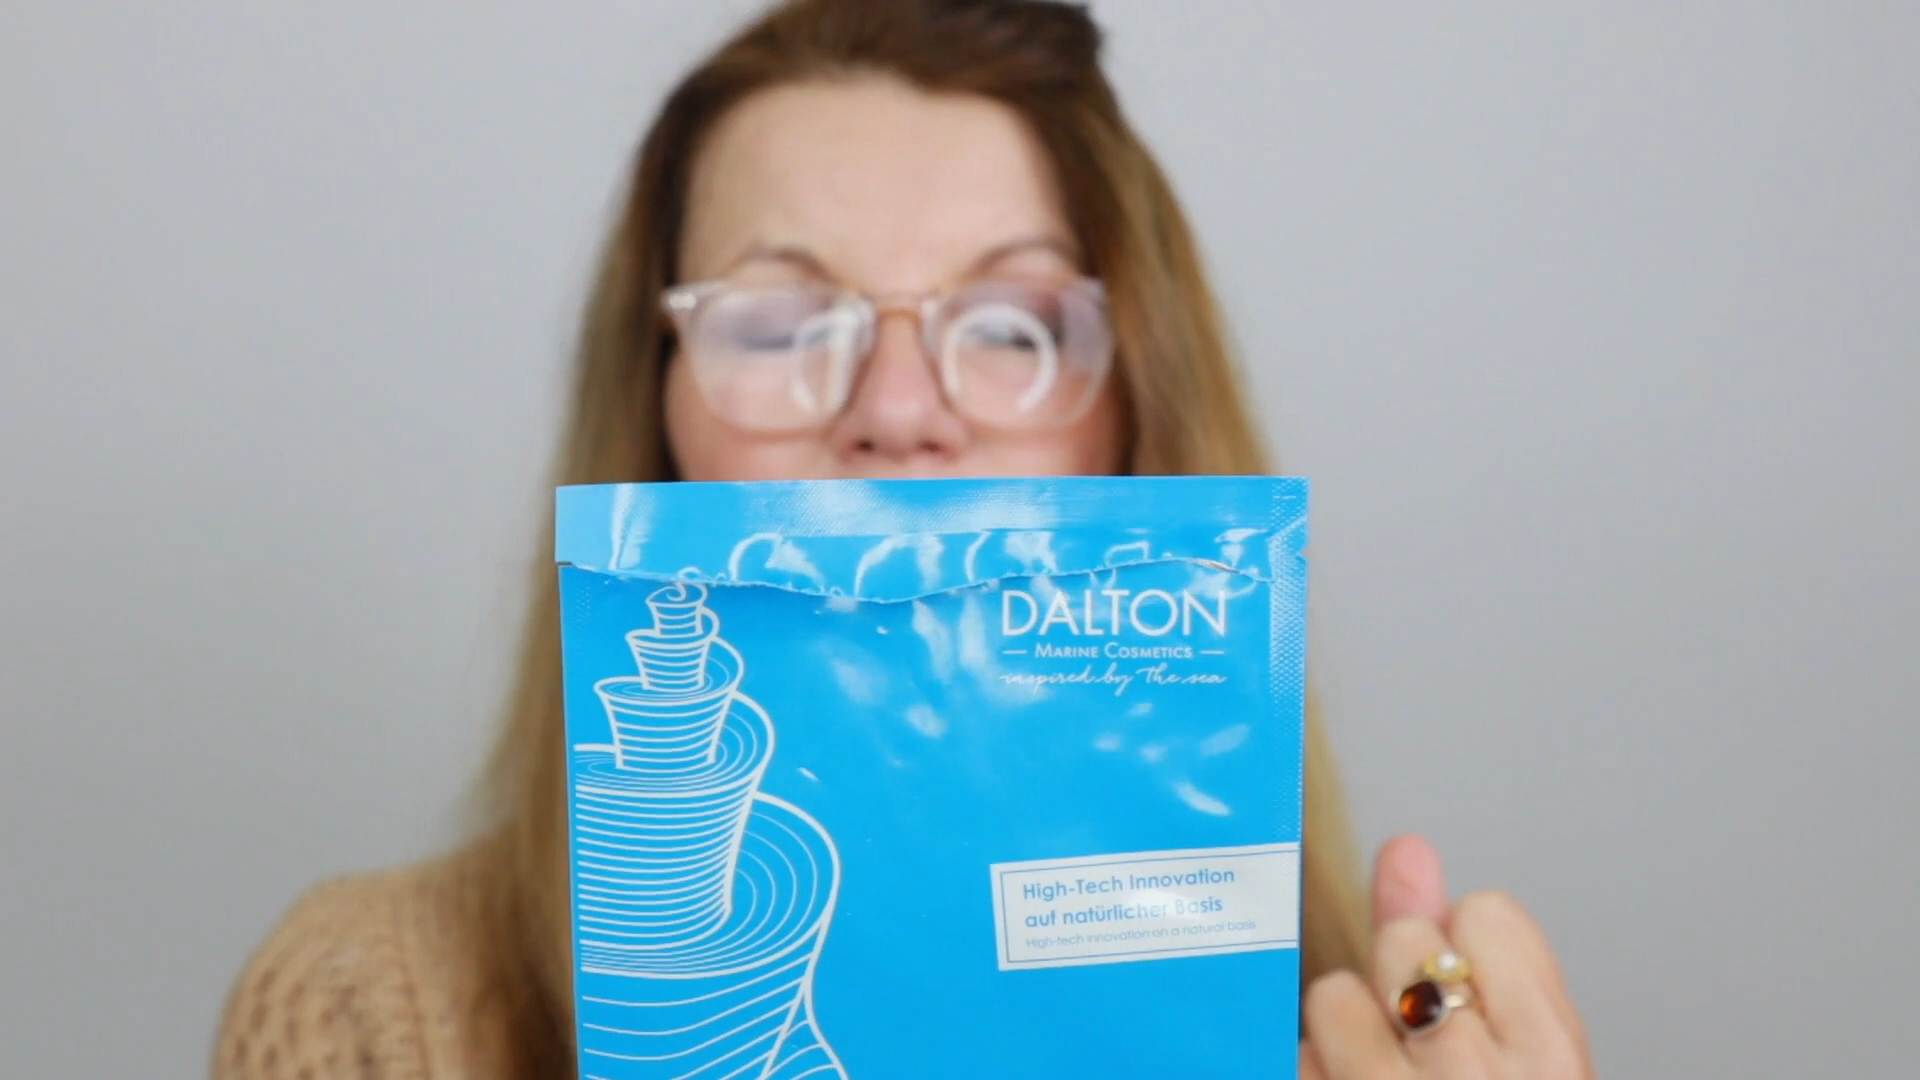 DALTON
— MARINE COSMETICS —
inspired by the sea
High-Tech Innovation
auf natürlicher Basis
High-tech innovation on a natural basis